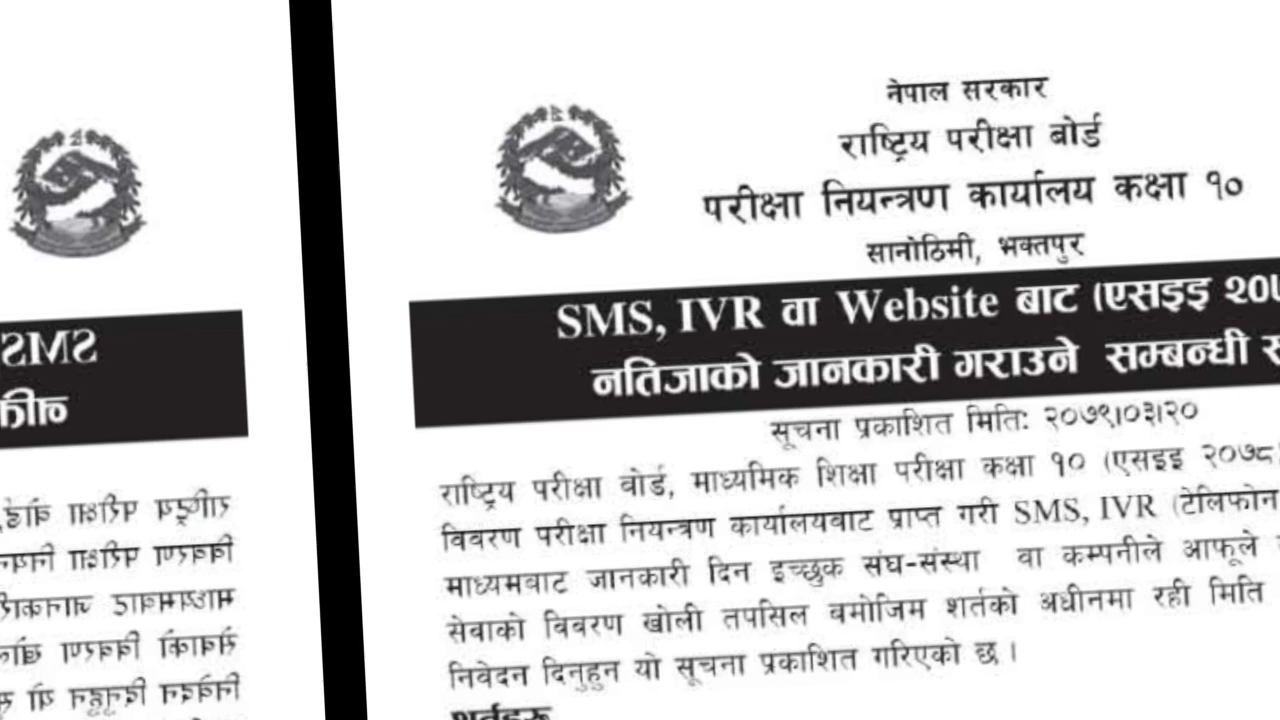 नेपाल सरकार
राष्ट्रिय परीक्षा बोर्ड
परीक्षा नियन्त्रण कार्यालय कक्षा १०
सानोठिमी, भक्तपुर
SMS, IVR वा Website बाट (एसइइ
नतिजाको जानकारी गराउने सम्बन्धी
सूचना प्रकाशित मितिः २०७९।०३।२०
राष्ट्रिय परीक्षा बोर्ड, माध्यमिक शिक्षा परीक्षा कक्षा १० (एसइइ २०७८)
विवरण परीक्षा नियन्त्रण कार्यालयबाट प्राप्त गरी SMS, IVR (टेलिफोन
माध्यमबाट जानकारी दिन इच्छुक संघ-संस्था वा कम्पनीले आफूले
सेवाको विवरण खोली तपसिल बमोजिम शर्तको अधीनमा रही मिति
निवेदन दिनुहुन यो सूचना प्रकाशित गरिएको छ ।
शर्तहरू